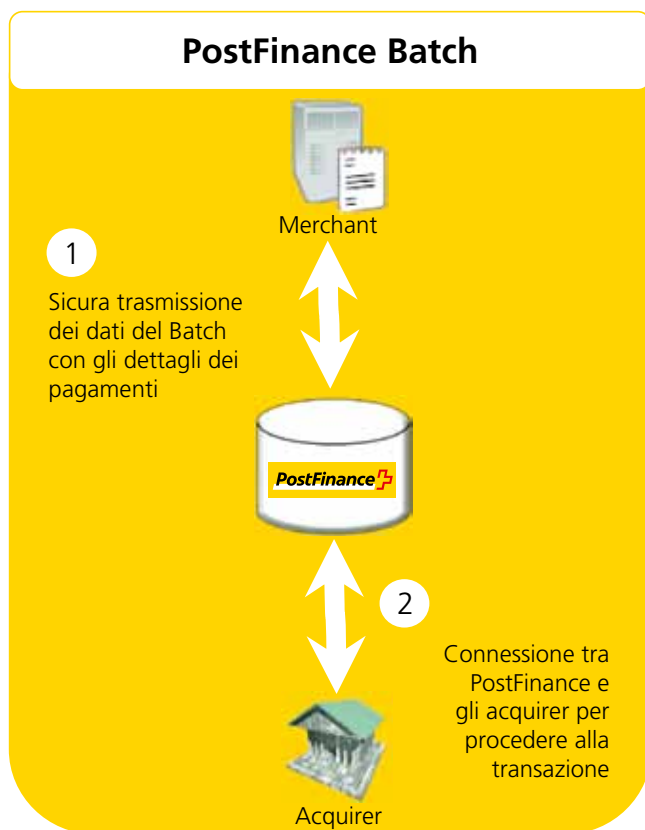 PostFinance Batch
Merchant
1
Sicura trasmissione
dei dati del Batch
con gli dettagli dei
pagamenti
PostFinance
2
Connessione tra
PostFinance e
gli acquirer per
procedere alla
transazione
Acquirer